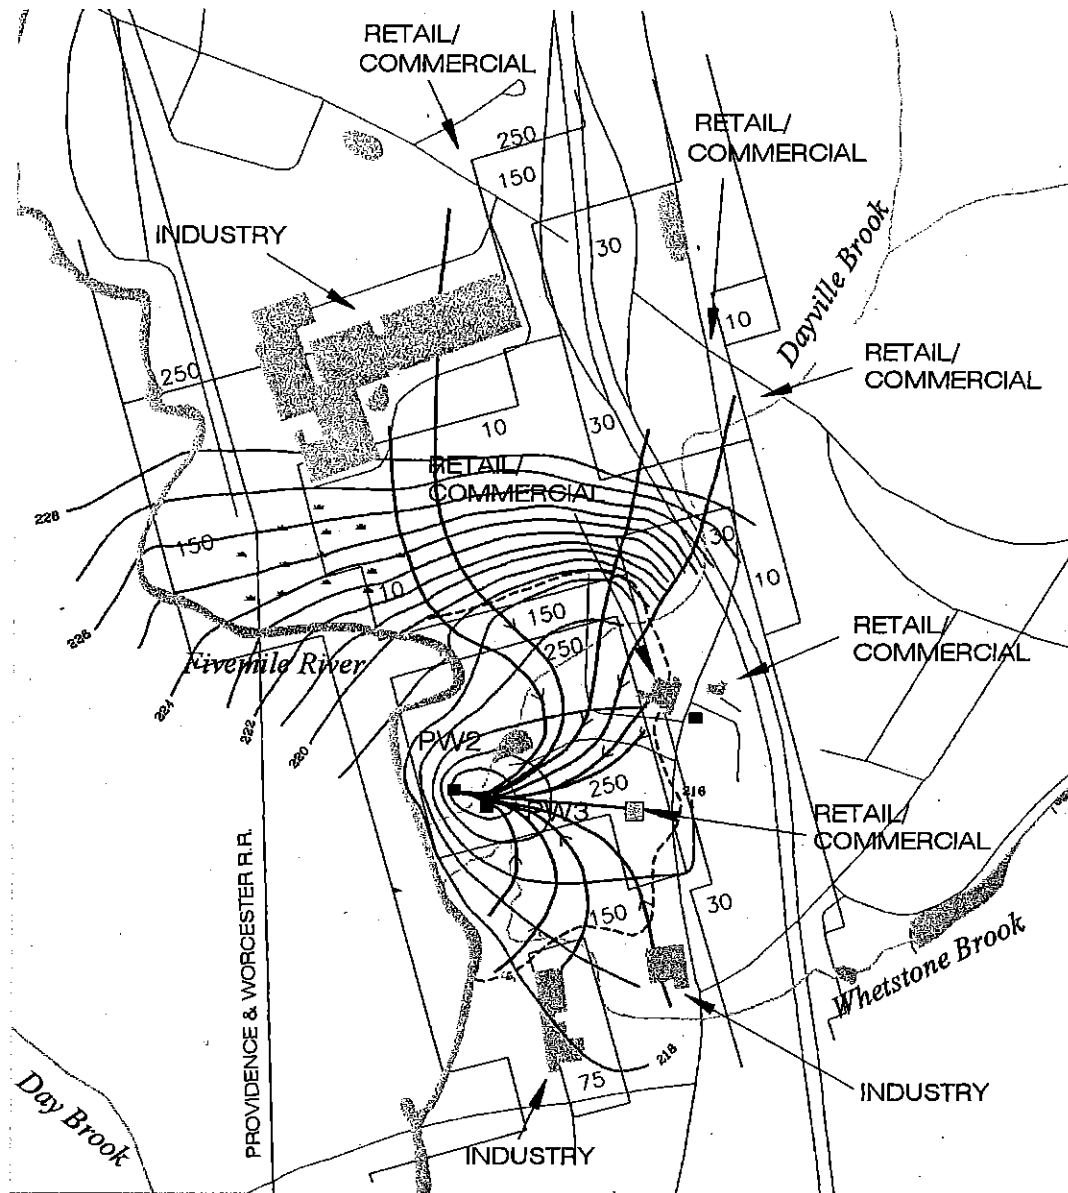 RETAIL/
COMMERCIAL
250
150
RETAIL/
COMMERCIAL
INDUSTRY
30
Dayville Brook
10
RETAIL/
COMMERCIAL
250
30
10
RETAIL/
COMMERCIAL
228
150
30
10
10
226
150
250
Fivemile River
RETAIL/
COMMERCIAL
224
222
220
PW2
250
216
PW3
RETAIL/
COMMERCIAL
PROVIDENCE & WORCESTER R.R.
150
30
Whetstone Brook
218
75
INDUSTRY
Day Brook
INDUSTRY